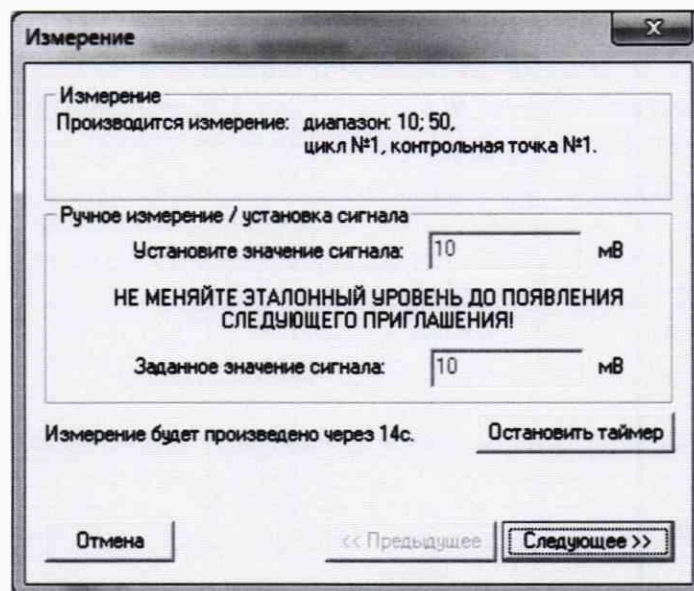 Измерение
Измерение
Производится измерение: диапазон: 10; 50,
цикл №1, контрольная точка №1.
Ручное измерение / установка сигнала
Установите значение сигнала: 10 мВ
НЕ МЕНЯЙТЕ ЭТАЛОННЫЙ УРОВЕНЬ ДО ПОЯВЛЕНИЯ
СЛЕДУЮЩЕГО ПРИГЛАШЕНИЯ!
Заданное значение сигнала: 10 мВ
Измерение будет произведено через 14с. Остановить таймер
Отмена << Предыдущее Следующее >>